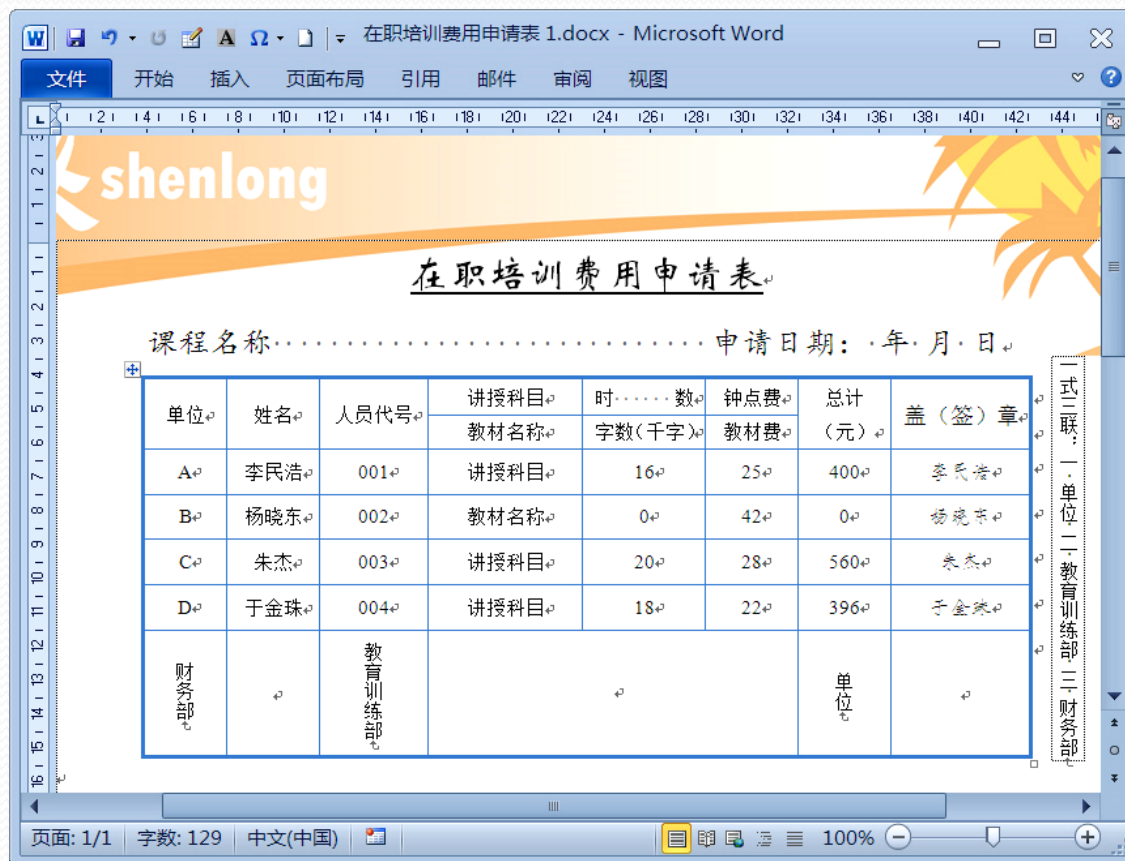 在职培训费用申请表 1.docx - Microsoft Word
文件 开始 插入 页面布局 引用 邮件 审阅 视图
shenlong
在职培训费用申请表
课程名称······························申请日期：·年·月·日
单位 姓名 人员代号 讲授科目 时······数 钟点费 总计（元） 盖（签）章
教材名称 字数(千字) 教材费
A 李民浩 001 讲授科目 16 25 400 李民浩
B 杨晓东 002 教材名称 0 42 0 杨晓东
C 朱杰 003 讲授科目 20 28 560 朱杰
D 于金珠 004 讲授科目 18 22 396 于金珠
财务部 教育训练部 单位
一式三联：一·单位·二·教育训练部·三·财务部
页面: 1/1 字数: 129 中文(中国) 100%